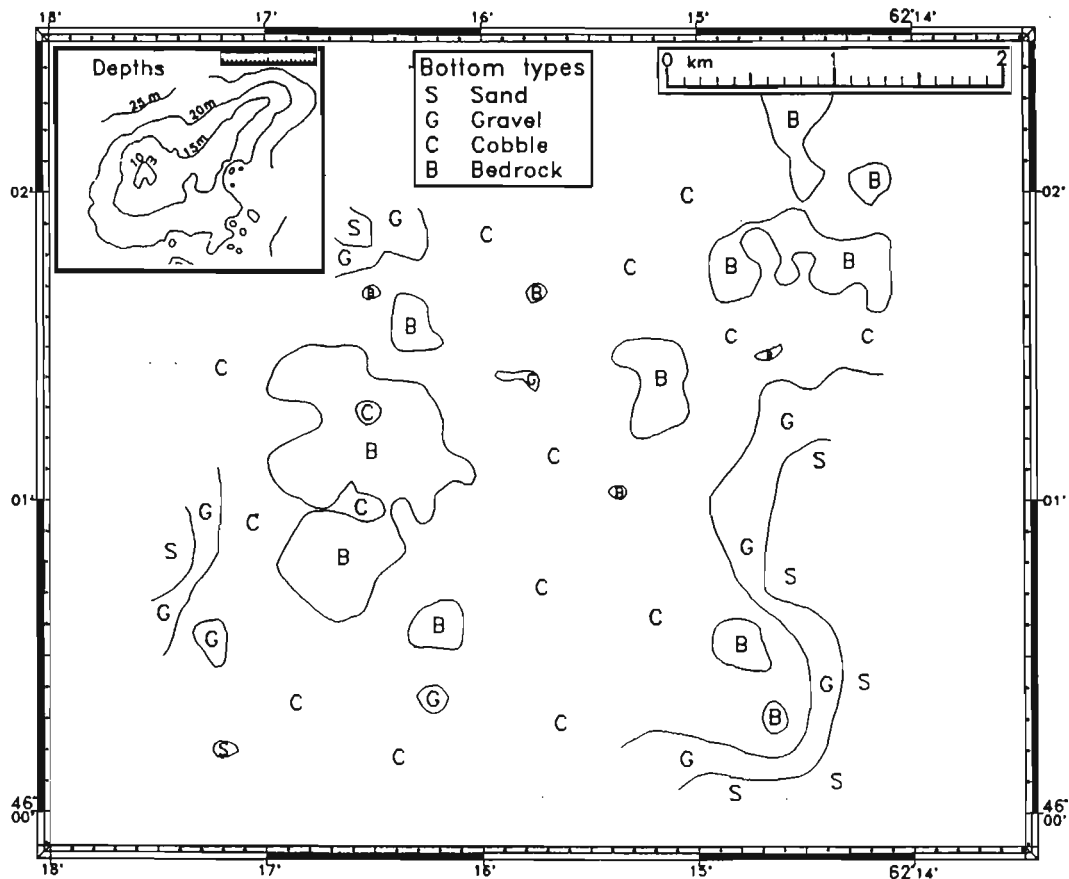 18' 17' 16' 15' 62°14'
Depths
25 m
20m
15m
10
3
Bottom types
S Sand
G Gravel
C Cobble
B Bedrock
0 km 1 2
B
02' C B 02'
S G C
G C B B
B B
B C C
B
C G B
C G
B C S
B
01' G C 01'
C
S B G
C S
G C
G B B
C G C G S
B
S C C G
S S
46° 00' 46° 00'
18' 17' 16' 15' 62°14'